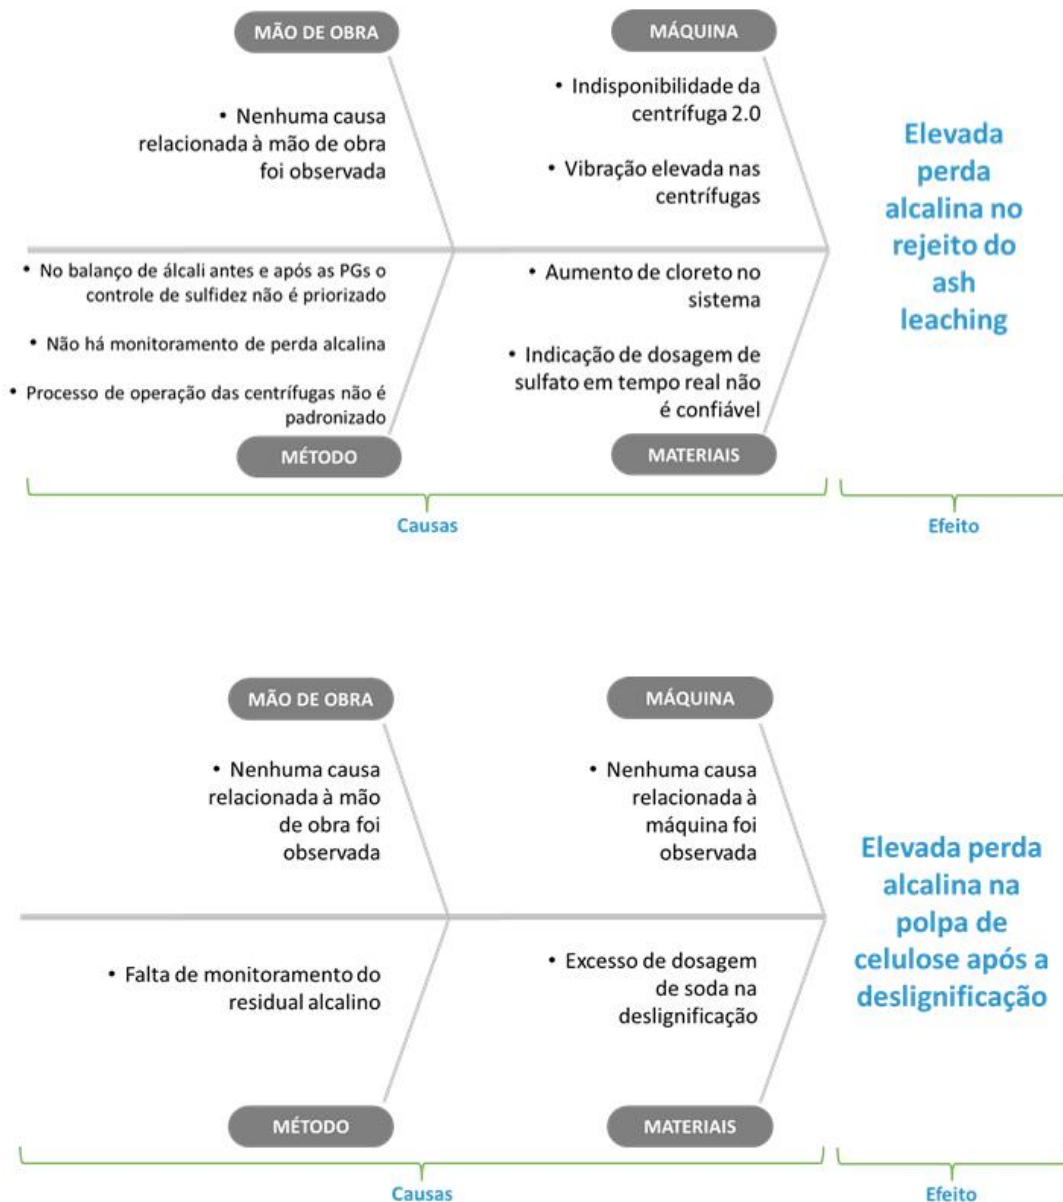 MÃO DE OBRA
MÁQUINA
• Nenhuma causa
relacionada à mão de obra
foi observada
• Indisponibilidade da
centrífuga 2.0
• Vibração elevada nas
centrífugas
Elevada
perda
alcalina no
rejeito do
ash
leaching
• No balanço de álcali antes e após as PGs o
controle de sulfidez não é priorizado
• Não há monitoramento de perda alcalina
• Processo de operação das centrífugas não é
padronizado
• Aumento de cloreto no
sistema
• Indicação de dosagem de
sulfato em tempo real não
é confiável
MÉTODO
MATERIAIS
Causas
Efeito
MÃO DE OBRA
MÁQUINA
• Nenhuma causa
relacionada à mão
de obra foi
observada
• Nenhuma causa
relacionada à
máquina foi
observada
Elevada perda
alcalina na
polpa de
celulose após a
deslignificação
• Falta de monitoramento do
residual alcalino
• Excesso de dosagem
de soda na
deslignificação
MÉTODO
MATERIAIS
Causas
Efeito